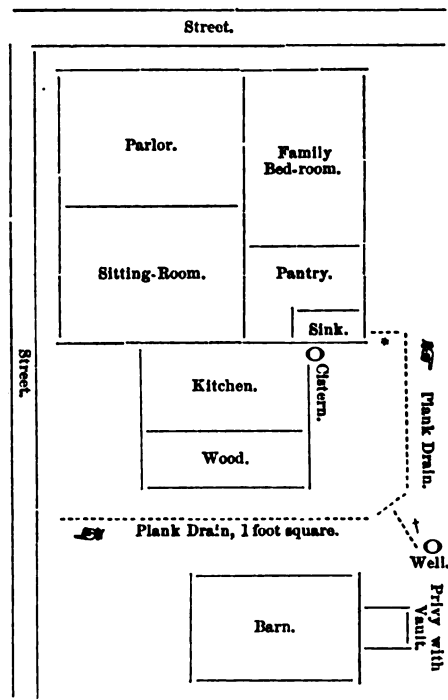 Street.
Parlor.
Family
Bed-room.
Sitting-Room.
Pantry.
Sink.
*
Cistern.
Kitchen.
Street.
Plank Drain.
Wood.
Plank Drain, 1 foot square.
†
Well.
Privy with
Vault.
Barn.